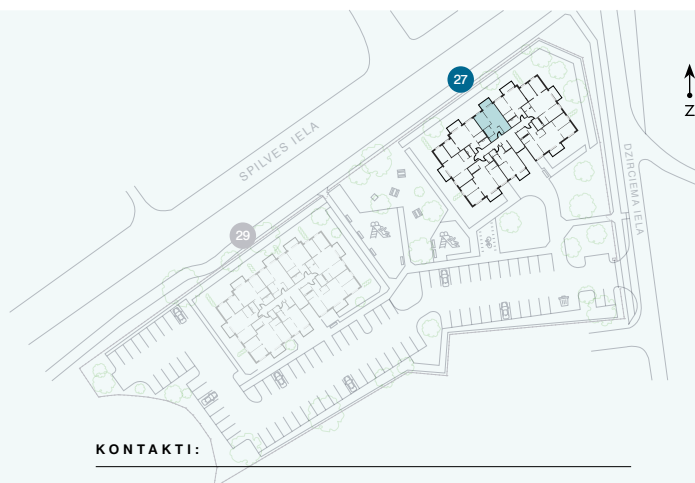 27
Z
SPILVES IELA
DZIRCIEMA IELA
29
KONTAKTI: